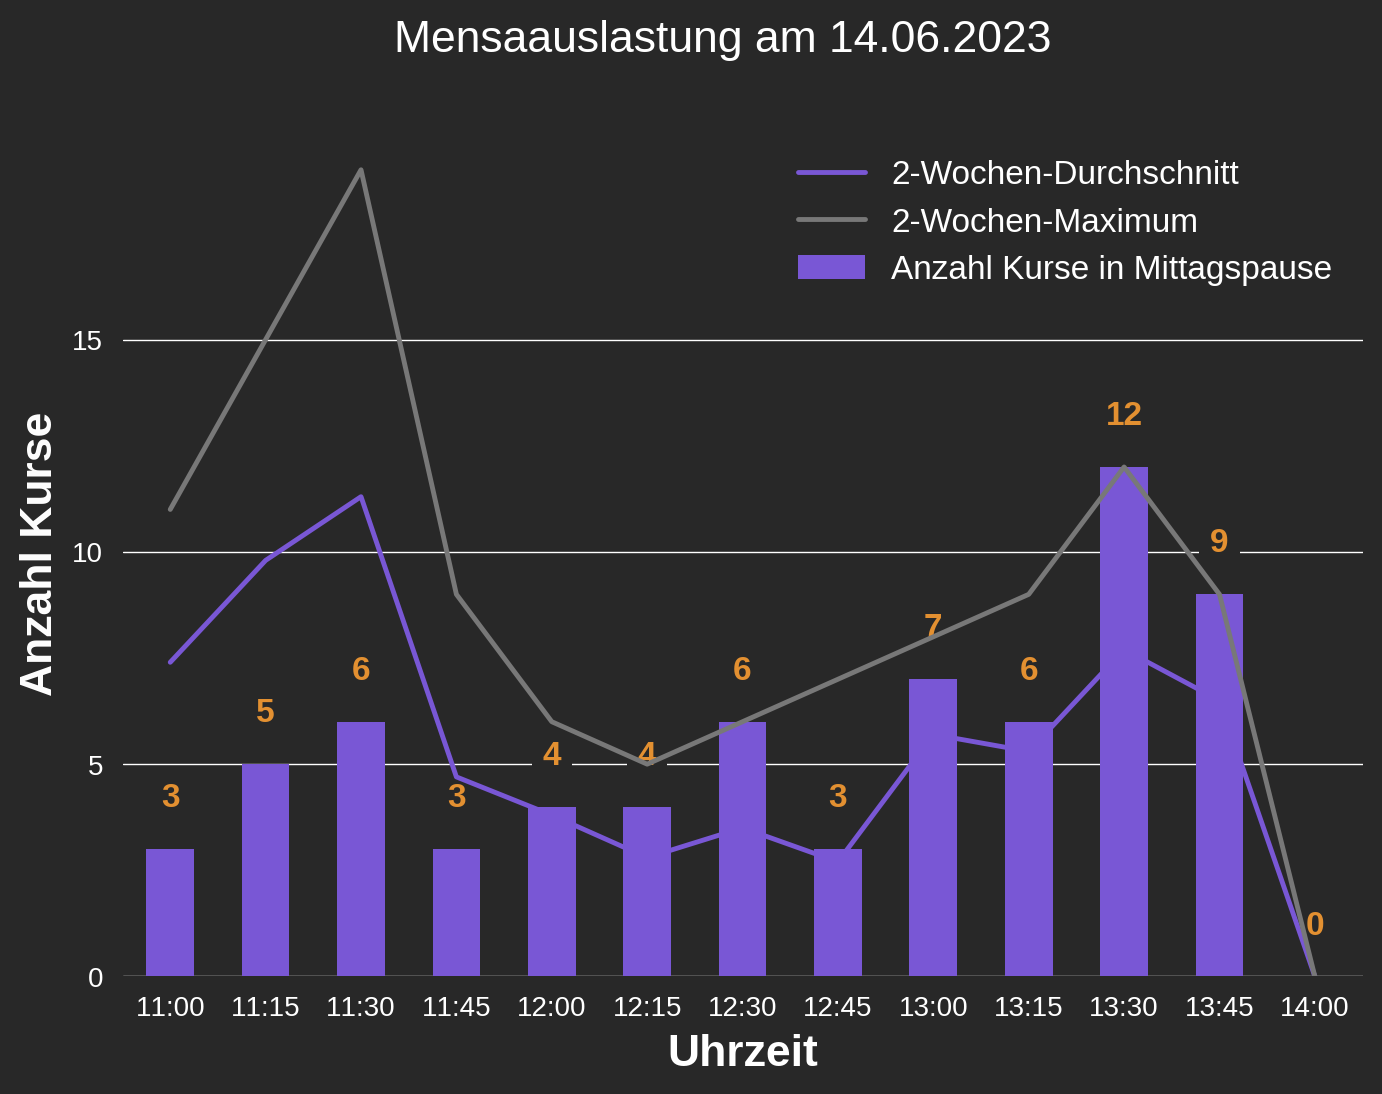 Mensaauslastung am 14.06.2023
2-Wochen-Durchschnitt
2-Wochen-Maximum
Anzahl Kurse in Mittagspause
Anzahl Kurse
15
10
5
0
3
5
6
3
4
4
6
3
7
6
12
9
0
11:00 11:15 11:30 11:45 12:00 12:15 12:30 12:45 13:00 13:15 13:30 13:45 14:00
Uhrzeit